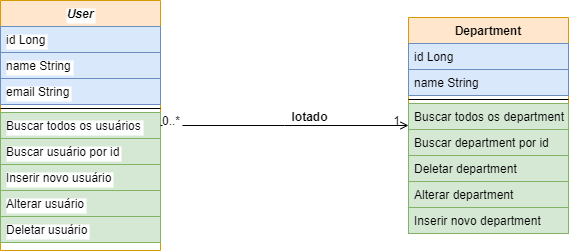 User
id Long
name String
email String
Buscar todos os usuários
Buscar usuário por id
Inserir novo usuário
Alterar usuário
Deletar usuário
0..*
lotado
1
Department
id Long
name String
Buscar todos os department
Buscar department por id
Deletar department
Alterar department
Inserir novo department